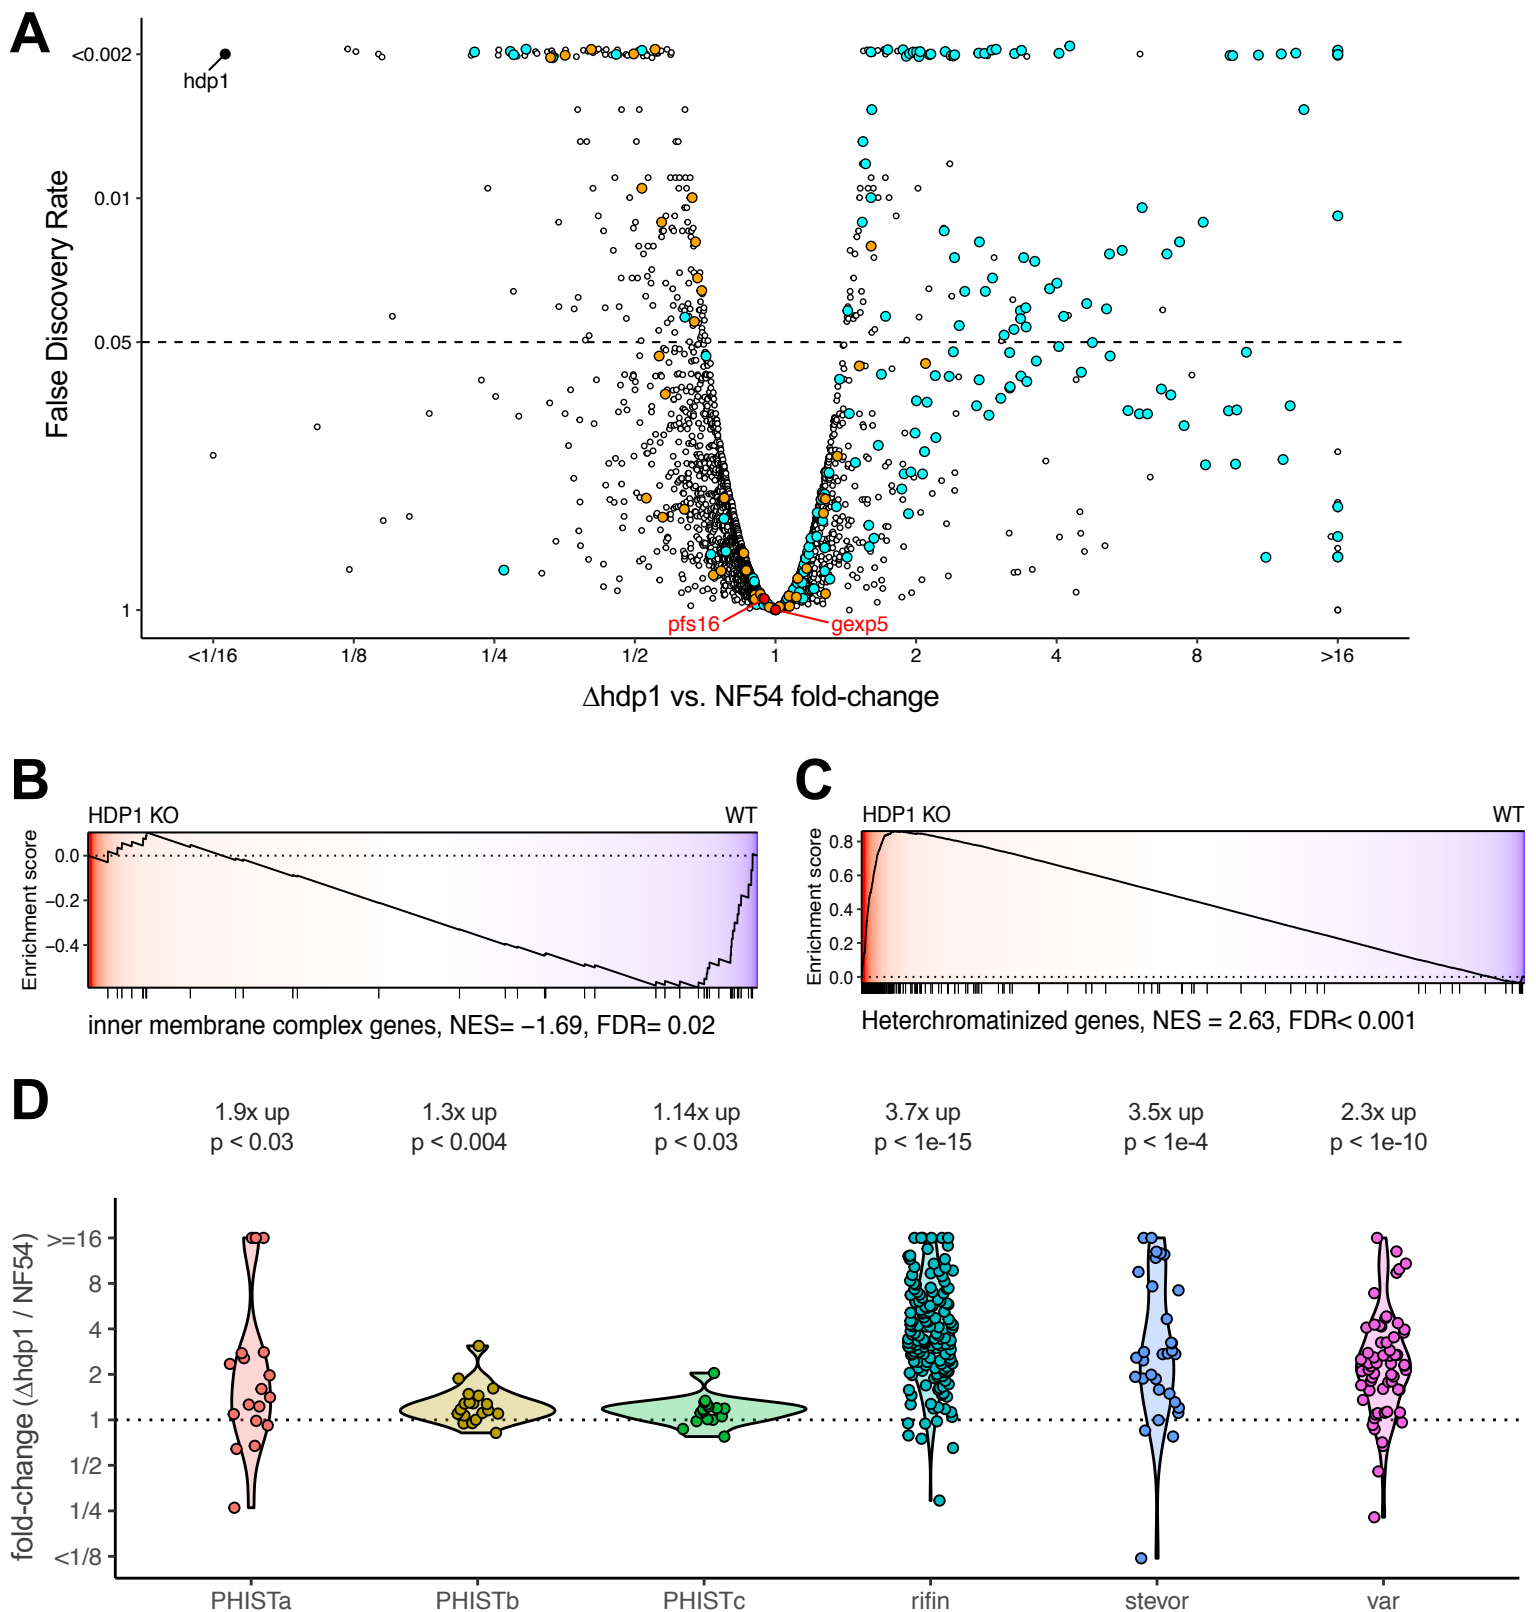 A
<0.002
hdp1
0.01
False Discovery Rate
0.05
1
pfs16
gexp5
<1/16
1/8
1/4
1/2
1
2
4
8
>16
Δhdp1 vs. NF54 fold-change
B
HDP1 KO
WT
Enrichment score
0.0
−0.2
−0.4
inner membrane complex genes, NES= −1.69, FDR= 0.02
C
HDP1 KO
WT
Enrichment score
0.8
0.6
0.4
0.2
0.0
Heterchromatinized genes, NES = 2.63, FDR< 0.001
D
1.9x up
p < 0.03
1.3x up
p < 0.004
1.14x up
p < 0.03
3.7x up
p < 1e-15
3.5x up
p < 1e-4
2.3x up
p < 1e-10
fold-change (Δhdp1 / NF54)
>=16
8
4
2
1
1/2
1/4
<1/8
PHISTa
PHISTb
PHISTc
rifin
stevor
var